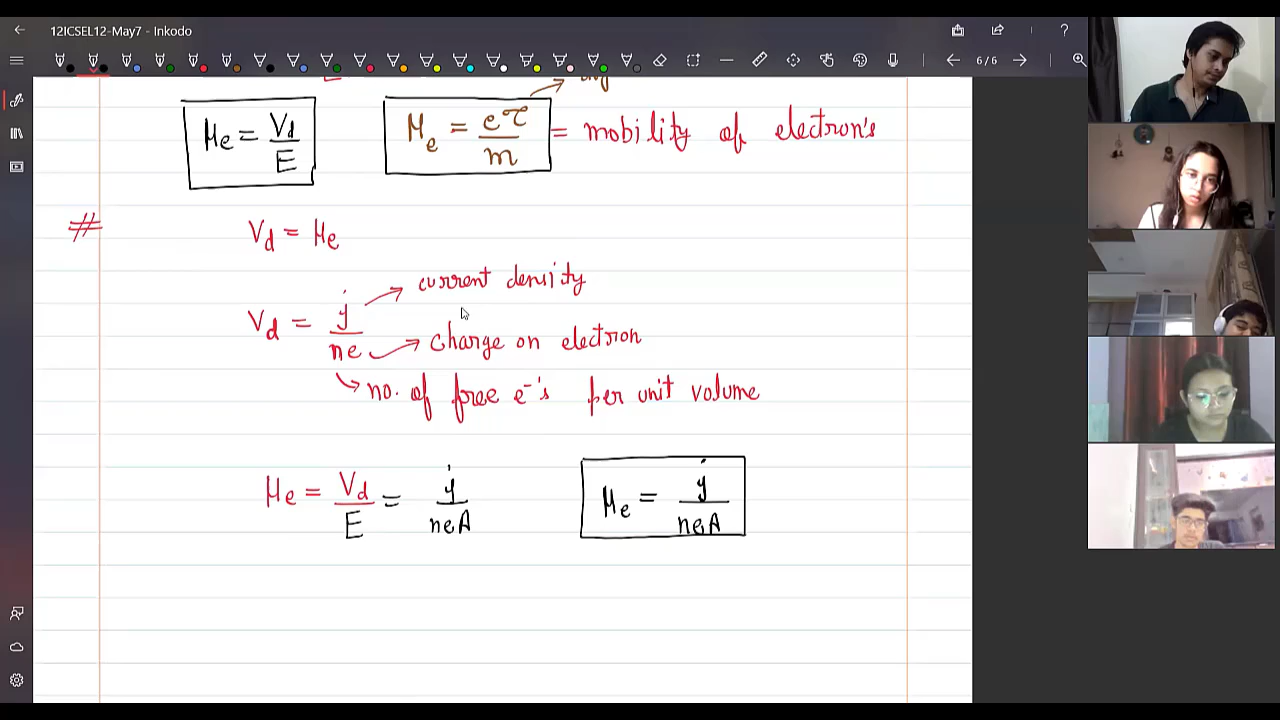 12ICSEL12-May7 - Inkodo
6/6
μe = Vd/E
μe = eτ/m = mobility of electron's
# Vd = μe
Vd = j/ne
current density
charge on electron
no. of free e⁻'s per unit volume
μe = Vd/E = j/neA
μe = j/neA